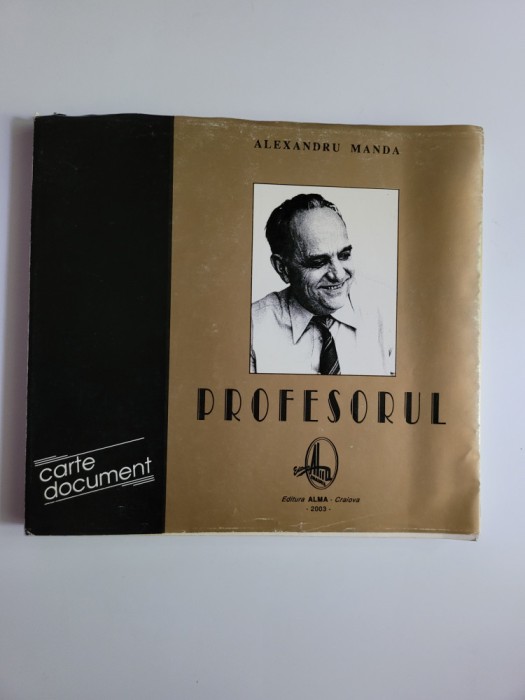 ALEXANDRU MANDA
PROFESORUL
carte
document
Editura ALMA - Craiova
- 2003 -